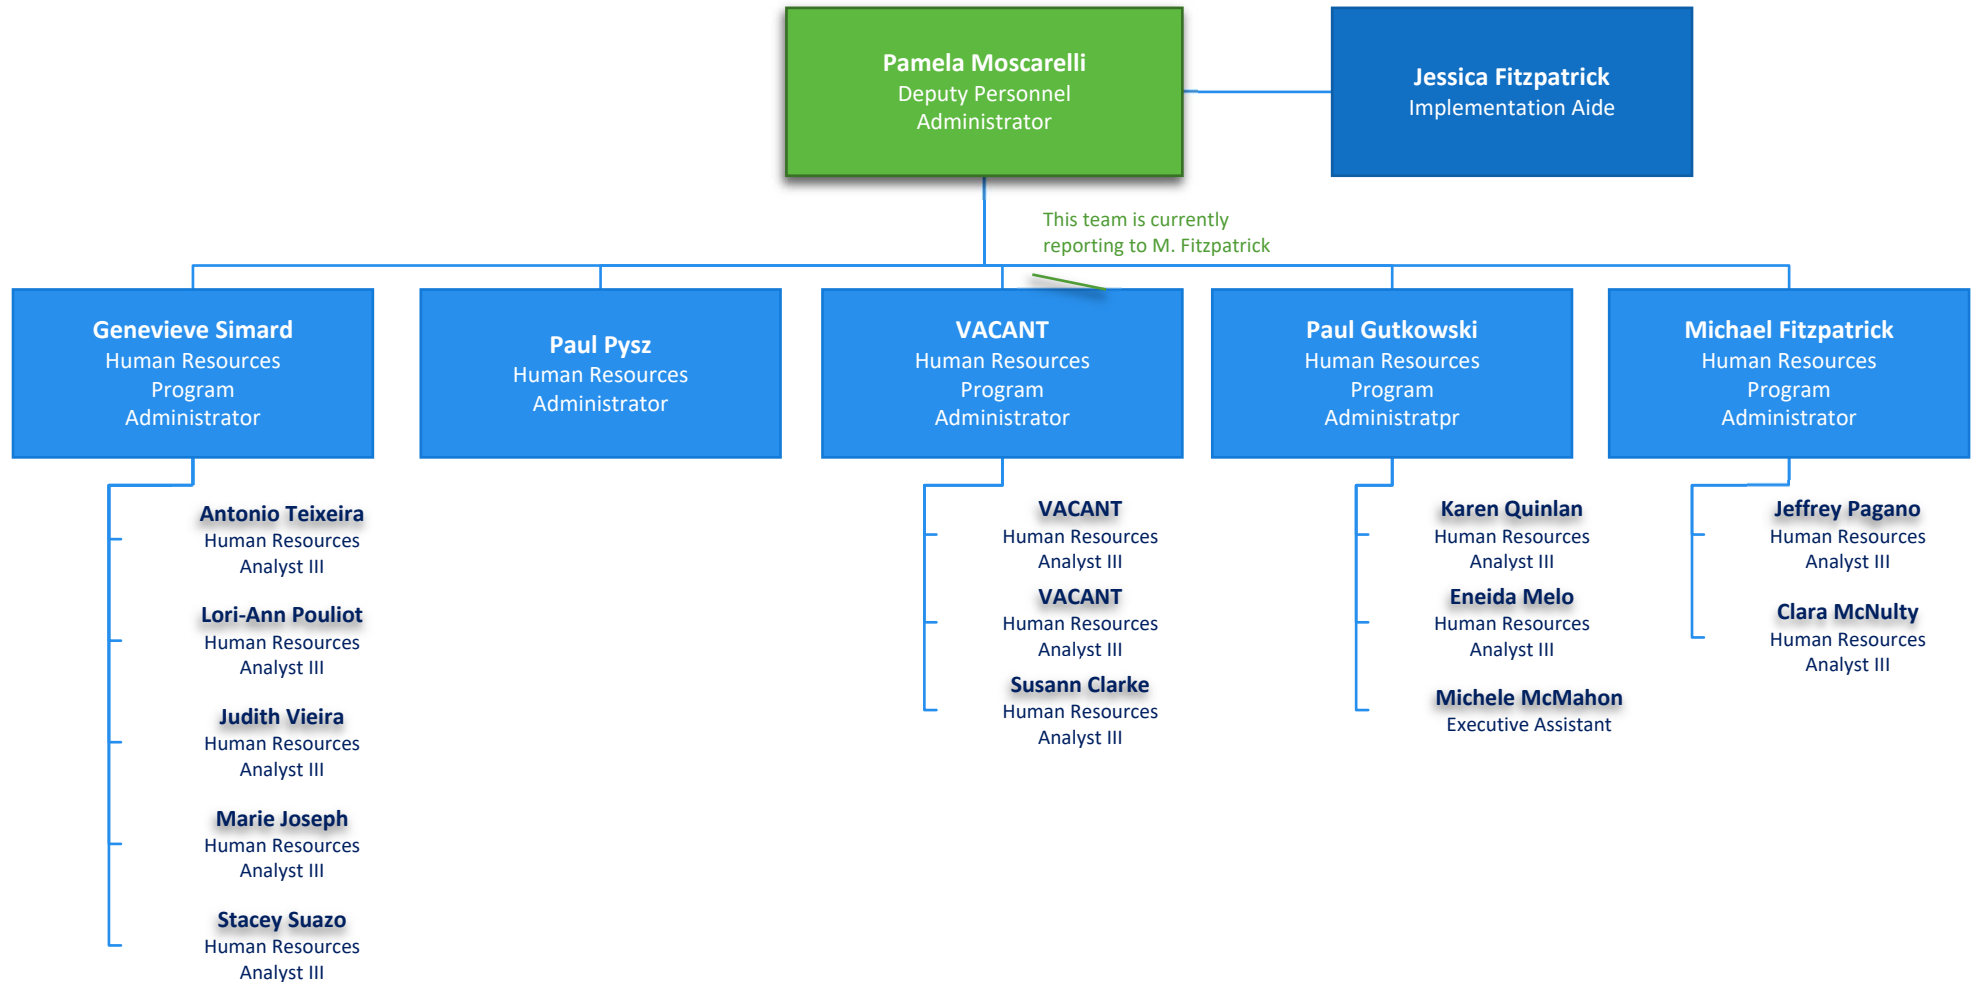 Pamela Moscarelli
Deputy Personnel
Administrator
Jessica Fitzpatrick
Implementation Aide
This team is currently
reporting to M. Fitzpatrick
Genevieve Simard
Human Resources
Program
Administrator
Paul Pysz
Human Resources
Administrator
VACANT
Human Resources
Program
Administrator
Paul Gutkowski
Human Resources
Program
Administratpr
Michael Fitzpatrick
Human Resources
Program
Administrator
Antonio Teixeira
Human Resources
Analyst III
Lori-Ann Pouliot
Human Resources
Analyst III
Judith Vieira
Human Resources
Analyst III
Marie Joseph
Human Resources
Analyst III
Stacey Suazo
Human Resources
Analyst III
VACANT
Human Resources
Analyst III
VACANT
Human Resources
Analyst III
Susann Clarke
Human Resources
Analyst III
Karen Quinlan
Human Resources
Analyst III
Eneida Melo
Human Resources
Analyst III
Michele McMahon
Executive Assistant
Jeffrey Pagano
Human Resources
Analyst III
Clara McNulty
Human Resources
Analyst III